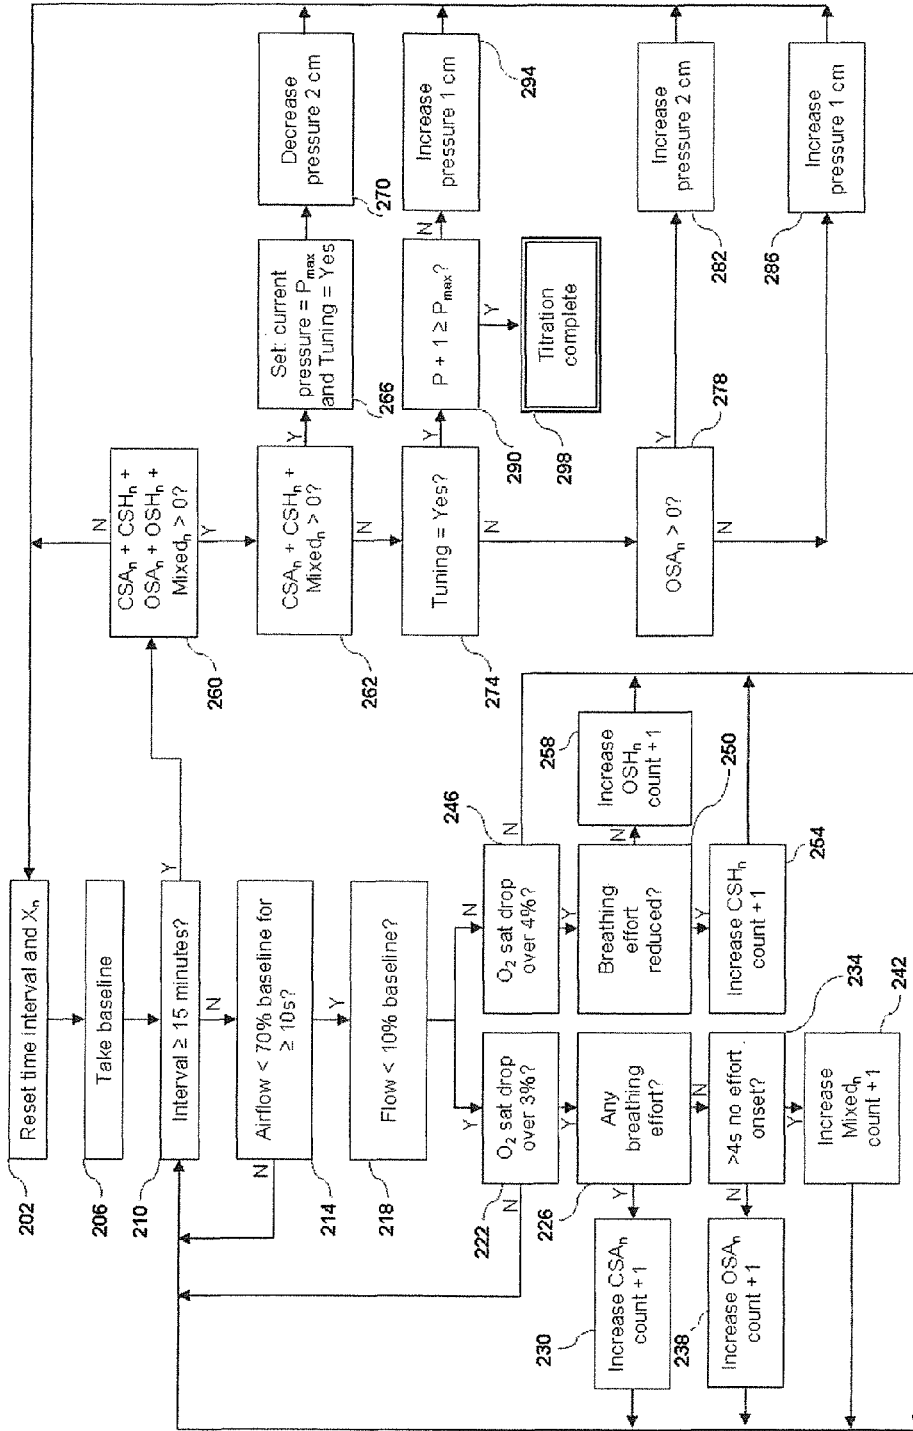 Reset time interval and Xn
202
Take baseline
206
Interval ≥ 15 minutes?
210
Y
N
Airflow < 70% baseline for
≥ 10s?
214
N
Y
Flow < 10% baseline?
218
Y
N
O2 sat drop
over 3%?
222
N
Y
Any
breathing
effort?
226
Y
N
Increase CSAn
count +1
230
>4s no effort
onset?
234
N
Y
Increase OSAn
count +1
238
Increase
Mixedn
count +1
242
O2 sat drop
over 4%?
246
N
Y
Breathing
effort
reduced?
250
N
Y
Increase CSHn
count +1
254
Increase
OSHn
count +1
258
CSAn + CSHn +
OSAn + OSHn +
Mixedn > 0?
260
N
Y
CSAn + CSHn +
Mixedn > 0?
262
Y
N
Set: current
pressure = Pmax
and Tuning = Yes
266
Decrease
pressure 2 cm
270
Tuning = Yes?
274
Y
N
P + 1 ≥ Pmax?
290
N
Y
Increase
pressure 1 cm
294
Titration
complete
298
OSAn > 0?
278
Y
N
Increase
pressure 2 cm
282
Increase
pressure 1 cm
286